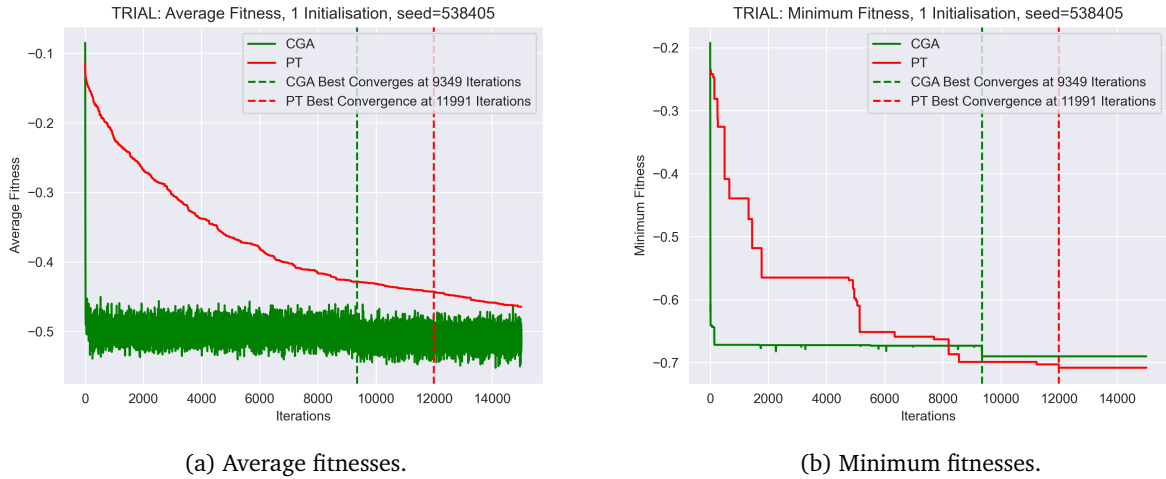 TRIAL: Average Fitness, 1 Initialisation, seed=538405
CGA
PT
CGA Best Converges at 9349 Iterations
PT Best Convergence at 11991 Iterations
Average Fitness
−0.1
−0.2
−0.3
−0.4
−0.5
0 2000 4000 6000 8000 10000 12000 14000
Iterations
(a) Average fitnesses.
TRIAL: Minimum Fitness, 1 Initialisation, seed=538405
CGA
PT
CGA Best Converges at 9349 Iterations
PT Best Convergence at 11991 Iterations
Minimum Fitness
−0.2
−0.3
−0.4
−0.5
−0.6
−0.7
0 2000 4000 6000 8000 10000 12000 14000
Iterations
(b) Minimum fitnesses.